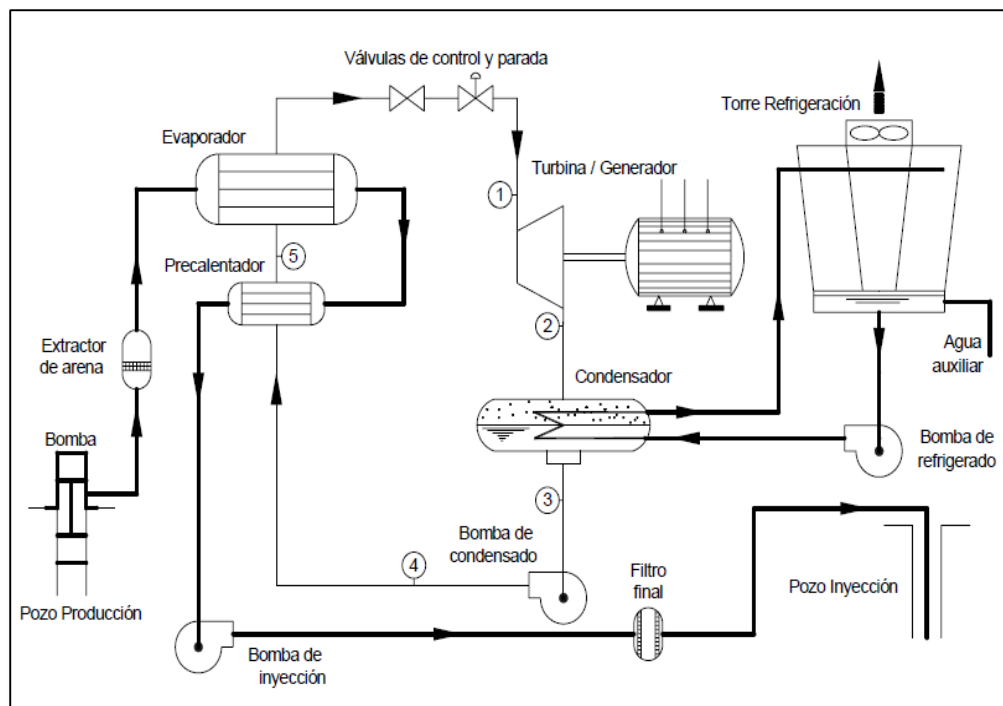 Válvulas de control y parada
Torre Refrigeración
Evaporador
Turbina / Generador
1
5
Precalentador
2
Extractor
de arena
Agua
auxiliar
Condensador
Bomba
Bomba de
refrigerado
3
Bomba de
condensado
4
Filtro
final
Pozo Inyección
Pozo Producción
Bomba de
inyección